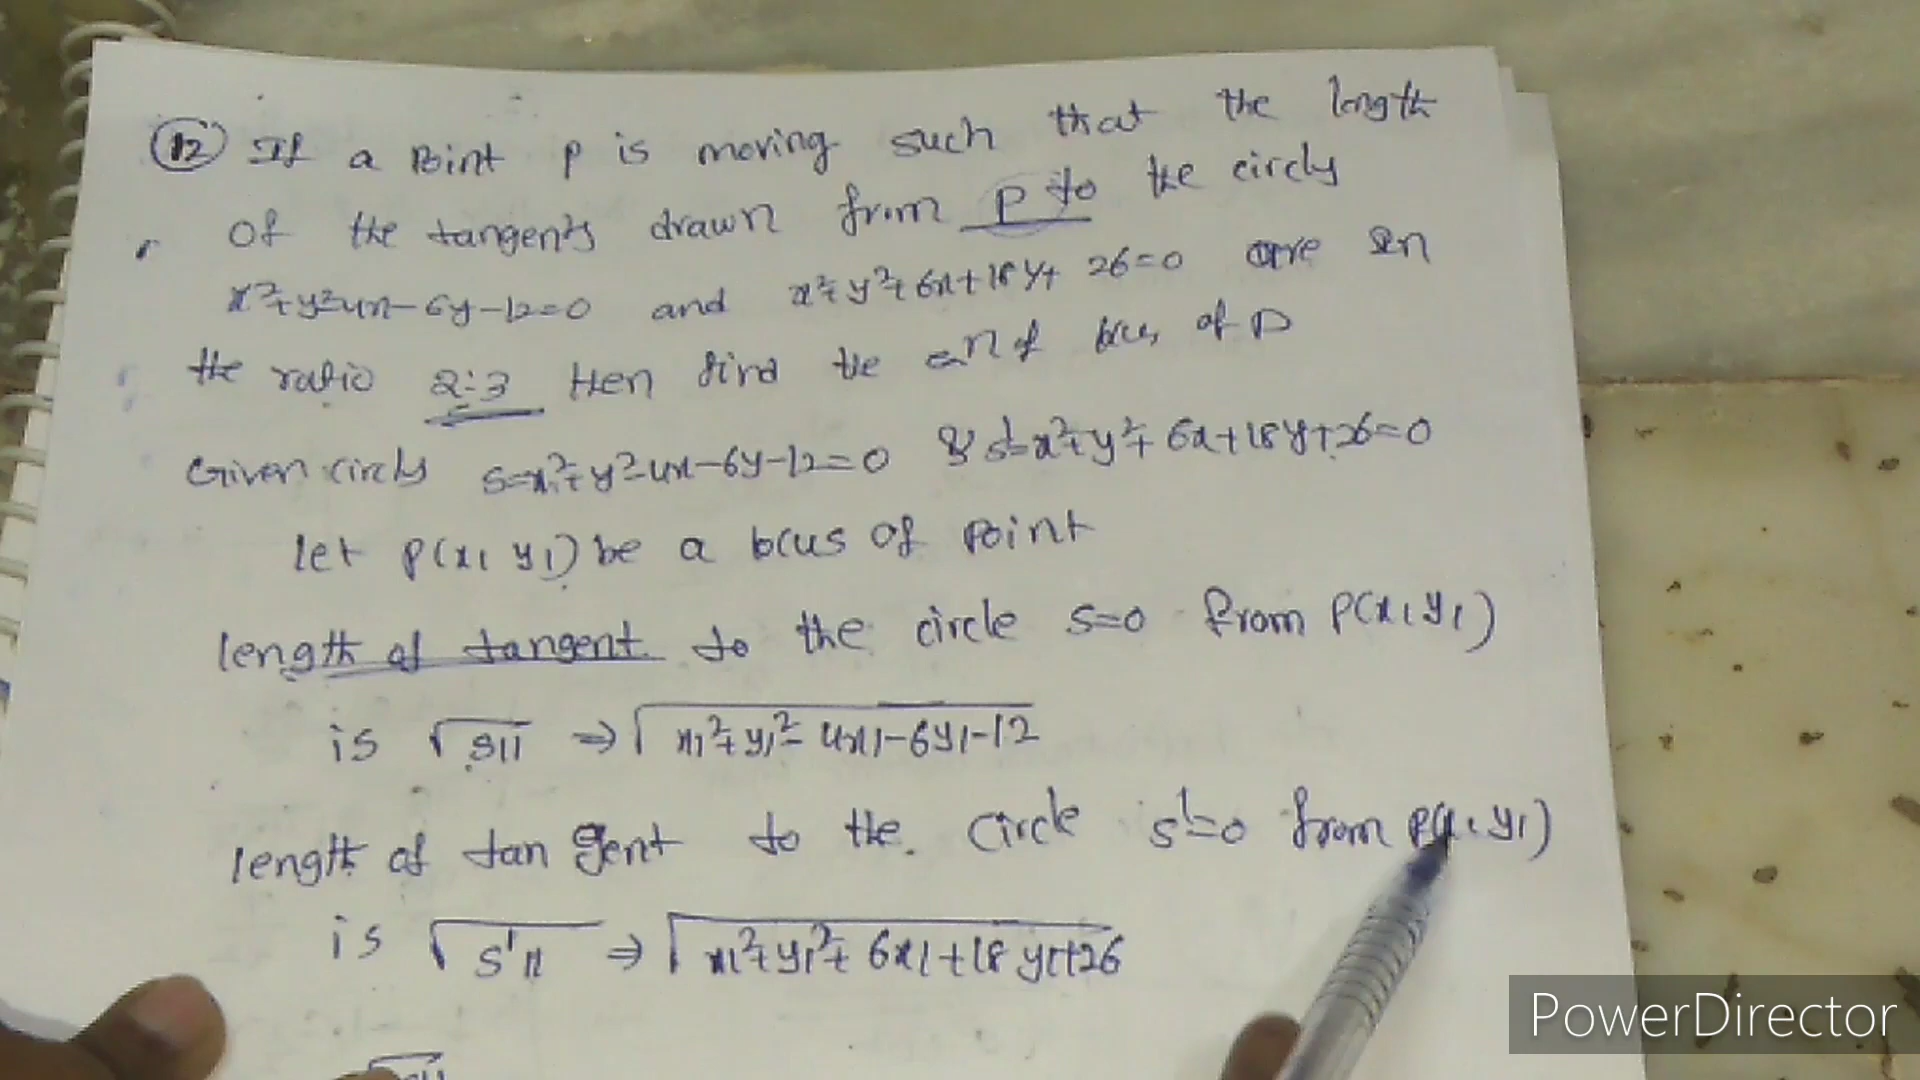 12 If a Point P is moving such that the length
of the tangents drawn from P to the circls
x²+y²-4x-6y-12=0 and x²+y²+6x+18y+26=0 are in
the ratio 2:3 then find the eqn of locus of P
Given circls S=x²+y²-4x-6y-12=0 & S'=x²+y²+6x+18y+26=0
let P(x1 y1) be a locus of Point
length of tangent to the circle S=0 from P(x1 y1)
is √S11 ⇒ √x1²+y1²-4x1-6y1-12
length of tangent to the circle S'=0 from P(x1 y1)
is √S'11 ⇒ √x1²+y1²+6x1+18y1+26
PowerDirector